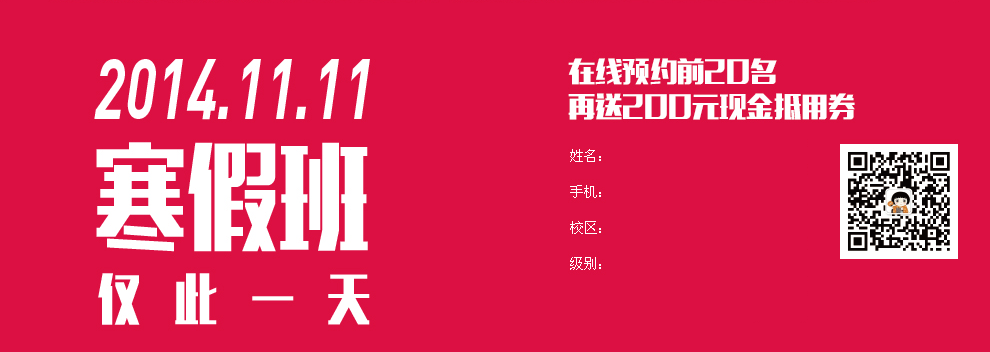 2014.11.11
寒假班
仅此一天
在线预约前20名
再送200元现金抵用券
姓名：
手机：
校区：
级别：